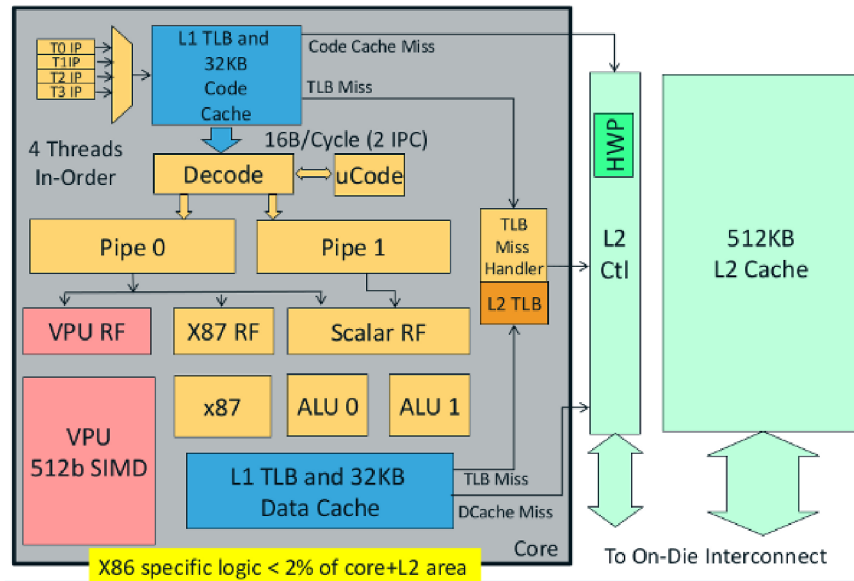 T0 IP
T1IP
T2 IP
T3 IP
L1 TLB and
32KB
Code
Cache
Code Cache Miss
TLB Miss
4 Threads
In-Order
16B/Cycle (2 IPC)
Decode
uCode
Pipe 0
Pipe 1
TLB
Miss
Handler
L2 TLB
HWP
L2
Ctl
512KB
L2 Cache
VPU RF
X87 RF
Scalar RF
VPU
512b SIMD
x87
ALU 0
ALU 1
L1 TLB and 32KB
Data Cache
TLB Miss
DCache Miss
Core
To On-Die Interconnect
X86 specific logic < 2% of core+L2 area